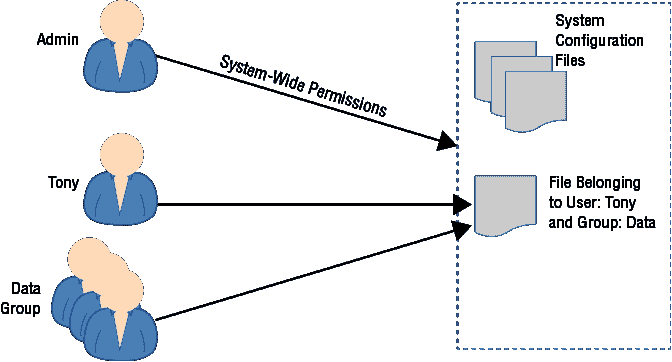 Admin
System-Wide Permissions
System
Configuration
Files
Tony
File Belonging
to User: Tony
and Group: Data
Data
Group